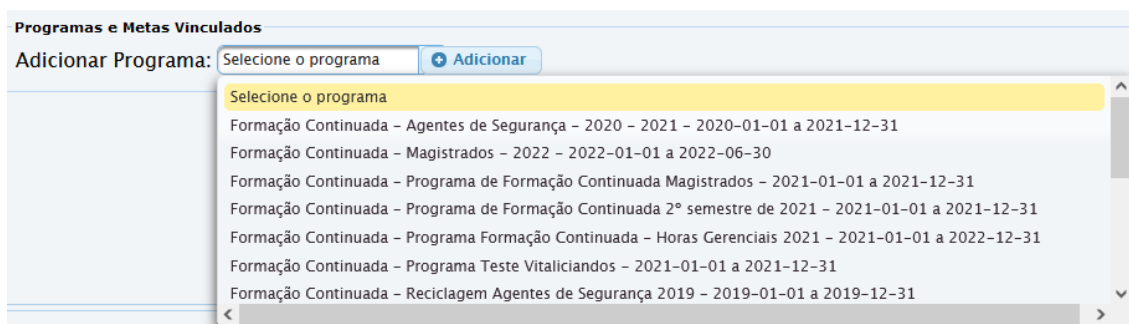 Programas e Metas Vinculados
Adicionar Programa: Selecione o programa Adicionar
Selecione o programa
Formação Continuada – Agentes de Segurança – 2020 – 2021 – 2020-01-01 a 2021-12-31
Formação Continuada – Magistrados – 2022 – 2022-01-01 a 2022-06-30
Formação Continuada – Programa de Formação Continuada Magistrados – 2021-01-01 a 2021-12-31
Formação Continuada – Programa de Formação Continuada 2º semestre de 2021 – 2021-01-01 a 2021-12-31
Formação Continuada – Programa Formação Continuada – Horas Gerenciais 2021 – 2021-01-01 a 2022-12-31
Formação Continuada – Programa Teste Vitaliciandos – 2021-01-01 a 2021-12-31
Formação Continuada – Reciclagem Agentes de Segurança 2019 – 2019-01-01 a 2019-12-31